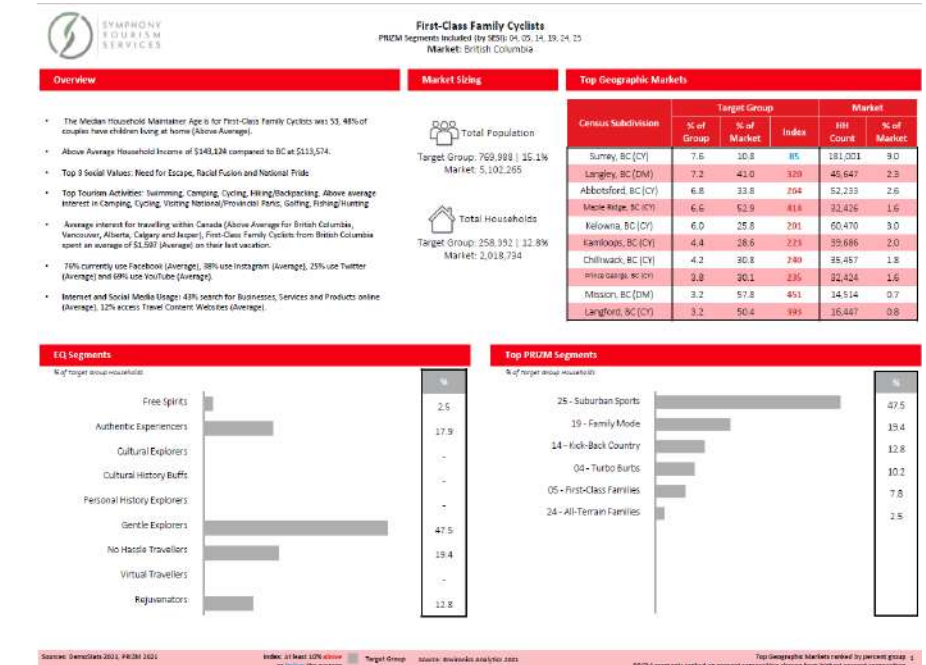 SYMPHONY
TOURISM
SERVICES
First-Class Family Cyclists
PRIZM Segments Included (by SESI): 04, 05, 14, 19, 24, 25
Market: British Columbia
Overview
• The Median Household Maintainer Age is for First-Class Family Cyclists was 53, 48% of
couples have children living at home (Above Average).
• Above Average Household Income of $143,124 compared to BC at $113,574.
• Top 3 Social Values: Need for Escape, Racial Fusion and National Pride
• Top Tourism Activities: Swimming, Camping, Cycling, Hiking/Backpacking. Above average
interest in Camping, Cycling, Visiting National/Provincial Parks, Golfing, Fishing/Hunting
• Average interest for travelling within Canada (Above Average for British Columbia,
Vancouver, Alberta, Calgary and Jasper), First-Class Family Cyclists from British Columbia
spent an average of $1,597 (Average) on their last vacation.
• 76% currently use Facebook (Average), 38% use Instagram (Average), 25% use Twitter
(Average) and 69% use YouTube (Average).
• Internet and Social Media Usage: 43% search for Businesses, Services and Products online
(Average), 12% access Travel Content Websites (Average).
Market Sizing
Total Population
Target Group: 769,988 | 15.1%
Market: 5,102,265
Total Households
Target Group: 258,392 | 12.8%
Market: 2,018,734
Top Geographic Markets
Target Group Market
Census Subdivision % of Group % of Market Index HH Count % of Market
Surrey, BC (CY) 7.6 10.8 85 181,001 9.0
Langley, BC (DM) 7.2 41.0 320 45,647 2.3
Abbotsford, BC (CY) 6.8 33.8 264 52,233 2.6
Maple Ridge, BC (CY) 6.6 52.9 414 32,426 1.6
Kelowna, BC (CY) 6.0 25.8 201 60,470 3.0
Kamloops, BC (CY) 4.4 28.6 223 39,686 2.0
Chilliwack, BC (CY) 4.2 30.8 240 35,457 1.8
Prince George, BC (CY) 3.8 30.1 235 32,424 1.6
Mission, BC (DM) 3.2 57.8 451 14,514 0.7
Langford, BC (CY) 3.2 50.4 393 16,447 0.8
EQ Segments
% of Target Group Households
%
Free Spirits 2.5
Authentic Experiencers 17.9
Cultural Explorers -
Cultural History Buffs -
Personal History Explorers -
Gentle Explorers 47.5
No Hassle Travellers 19.4
Virtual Travellers -
Rejuvenators 12.8
Top PRIZM Segments
% of Target Group Households
%
25 - Suburban Sports 47.5
19 - Family Mode 19.4
14 - Kick-Back Country 12.8
04 - Turbo Burbs 10.2
05 - First-Class Families 7.8
24 - All-Terrain Families 2.5
Sources: DemoStats 2021, PRIZM 2021
Index: At least 10% above
Target Group
Source: Environics Analytics 2021
Top Geographic Markets ranked by percent group 1